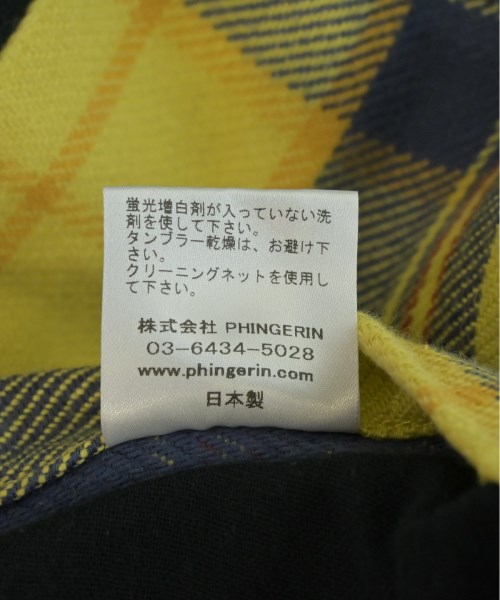 蛍光増白剤が入っていない洗
剤を使して下さい。
タンブラー乾燥は、お避け下
さい。
クリーニングネットを使用し
て下さい。
株式会社 PHINGERIN
03-6434-5028
www.phingerin.com
日本製